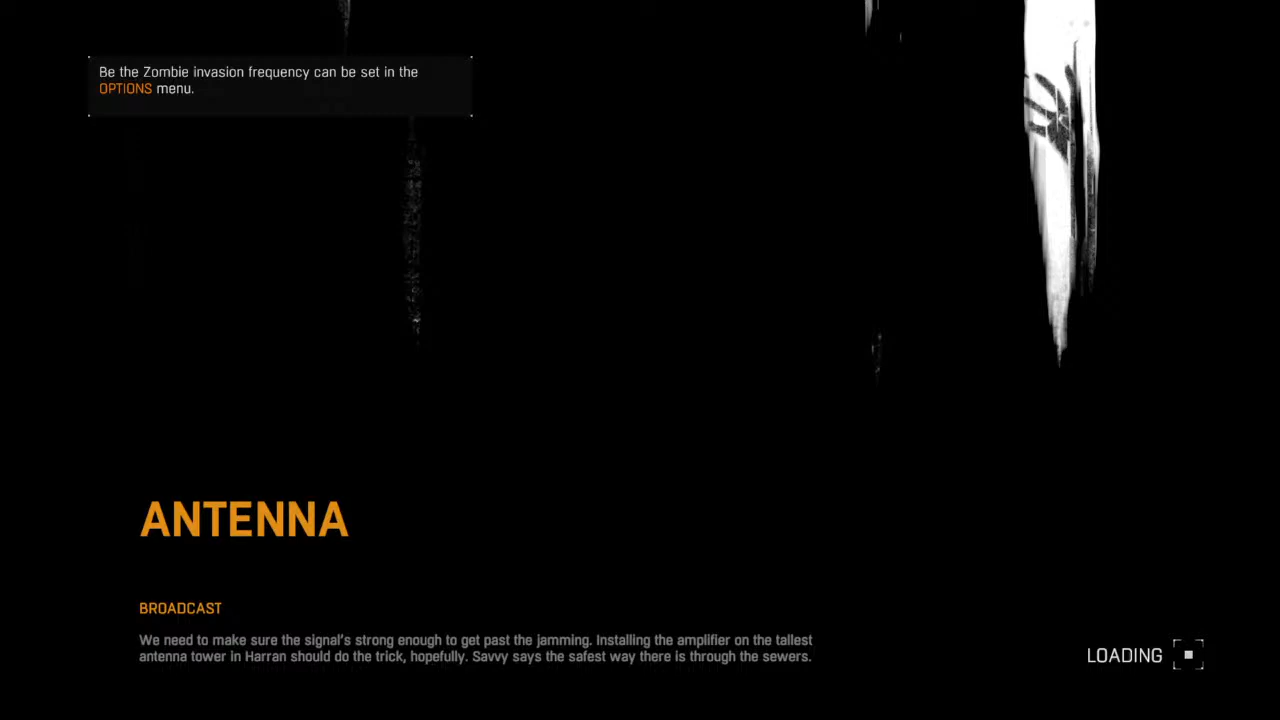 Be the Zombie invasion frequency can be set in the
OPTIONS menu.
ANTENNA
BROADCAST
We need to make sure the signal's strong enough to get past the jamming. Installing the amplifier on the tallest
antenna tower in Harran should do the trick, hopefully. Savvy says the safest way there is through the sewers.
LOADING